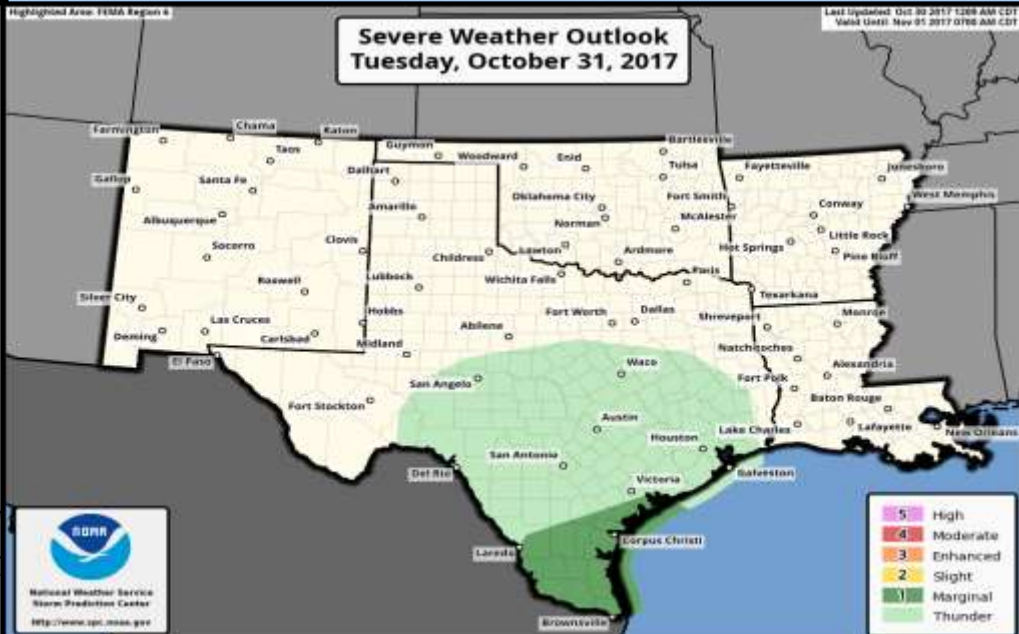 Highlighted Area: FEMA Region 6
Last Updated: Oct 30 2017 1209 AM CDT
Valid Until: Nov 01 2017 0700 AM CDT
Severe Weather Outlook
Tuesday, October 31, 2017
Farmington
Chama
Raton
Taos
Guymon
Woodward
Enid
Bartlesville
Tulsa
Fayetteville
Jonesboro
Gallup
Santa Fe
Dalhart
Oklahoma City
Fort Smith
West Memphis
Albuquerque
Amarillo
Norman
McAlester
Conway
Socorro
Clovis
Childress
Lawton
Ardmore
Hot Springs
Little Rock
Pine Bluff
Roswell
Lubbock
Wichita Falls
Paris
Texarkana
Silver City
Las Cruces
Hobbs
Abilene
Fort Worth
Dallas
Shreveport
Monroe
Deming
Carlsbad
Midland
Natchitoches
El Paso
San Angelo
Waco
Fort Polk
Alexandria
Fort Stockton
Austin
Baton Rouge
Houston
Lake Charles
Lafayette
New Orleans
Del Rio
San Antonio
Victoria
Galveston
Laredo
Corpus Christi
Brownsville
NOAA
National Weather Service
Storm Prediction Center
http://www.spc.noaa.gov
5 High
4 Moderate
3 Enhanced
2 Slight
1 Marginal
Thunder